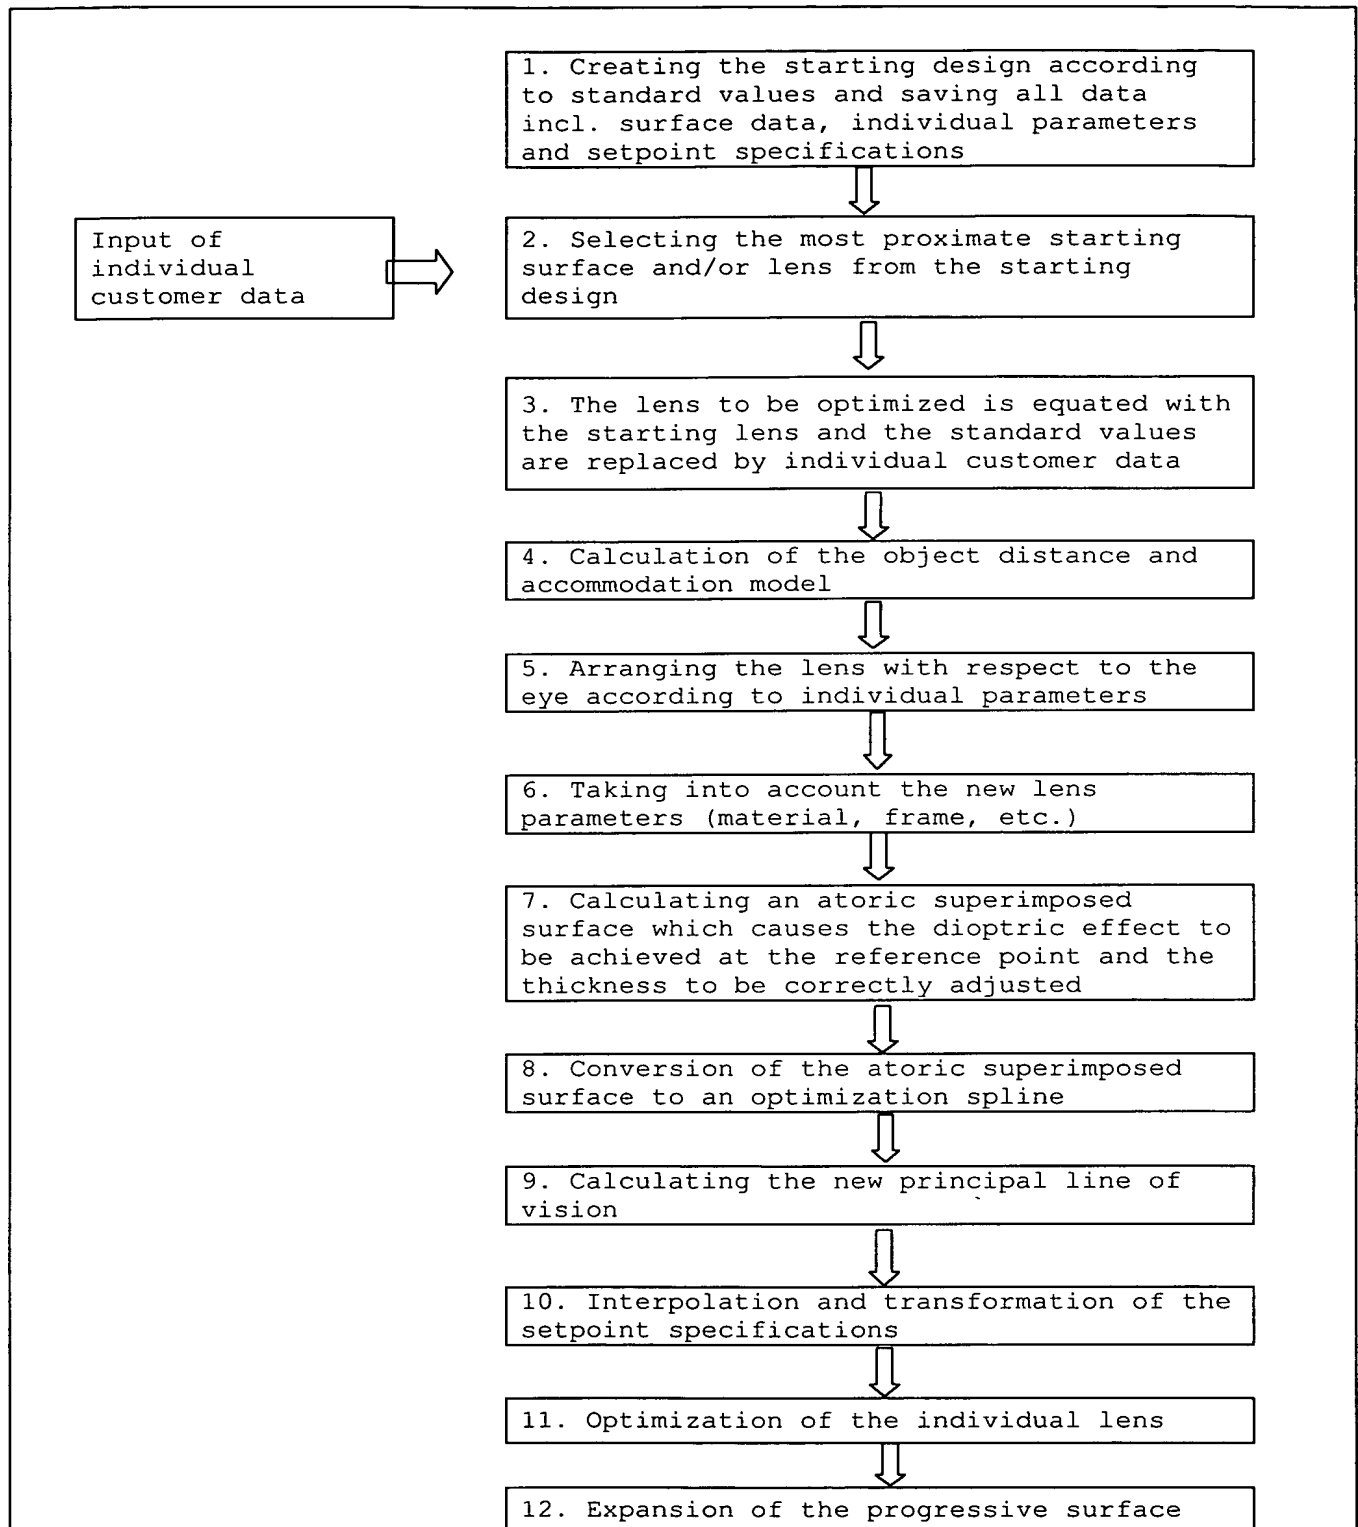 1. Creating the starting design according
to standard values and saving all data
incl. surface data, individual parameters
and setpoint specifications
Input of
individual
customer data
2. Selecting the most proximate starting
surface and/or lens from the starting
design
3. The lens to be optimized is equated with
the starting lens and the standard values
are replaced by individual customer data
4. Calculation of the object distance and
accommodation model
5. Arranging the lens with respect to the
eye according to individual parameters
6. Taking into account the new lens
parameters (material, frame, etc.)
7. Calculating an atoric superimposed
surface which causes the dioptric effect to
be achieved at the reference point and the
thickness to be correctly adjusted
8. Conversion of the atoric superimposed
surface to an optimization spline
9. Calculating the new principal line of
vision
10. Interpolation and transformation of the
setpoint specifications
11. Optimization of the individual lens
12. Expansion of the progressive surface